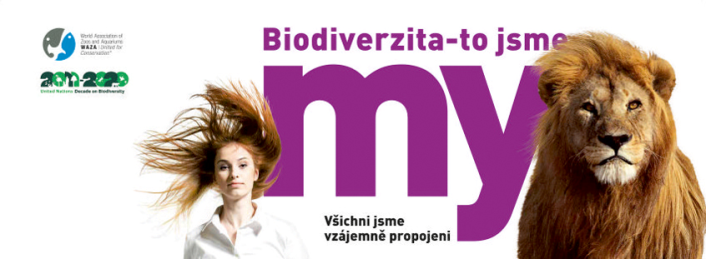 World Association of
Zoos and Aquariums
WAZA | United for
Conservation®
2011-2020
United Nations Decade on Biodiversity
Biodiverzita-to jsme
my
Všichni jsme
vzájemně propojeni